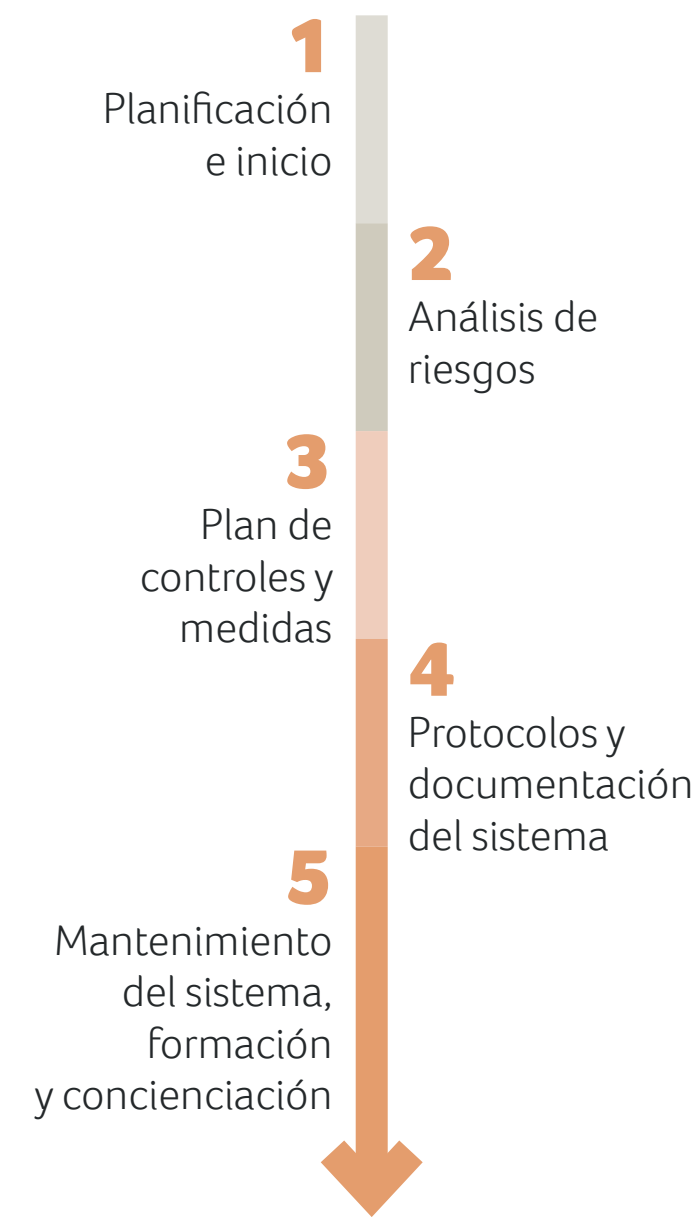 1
Planificación
e inicio
2
Análisis de
riesgos
3
Plan de
controles y
medidas
4
Protocolos y
documentación
del sistema
5
Mantenimiento
del sistema,
formación
y concienciación